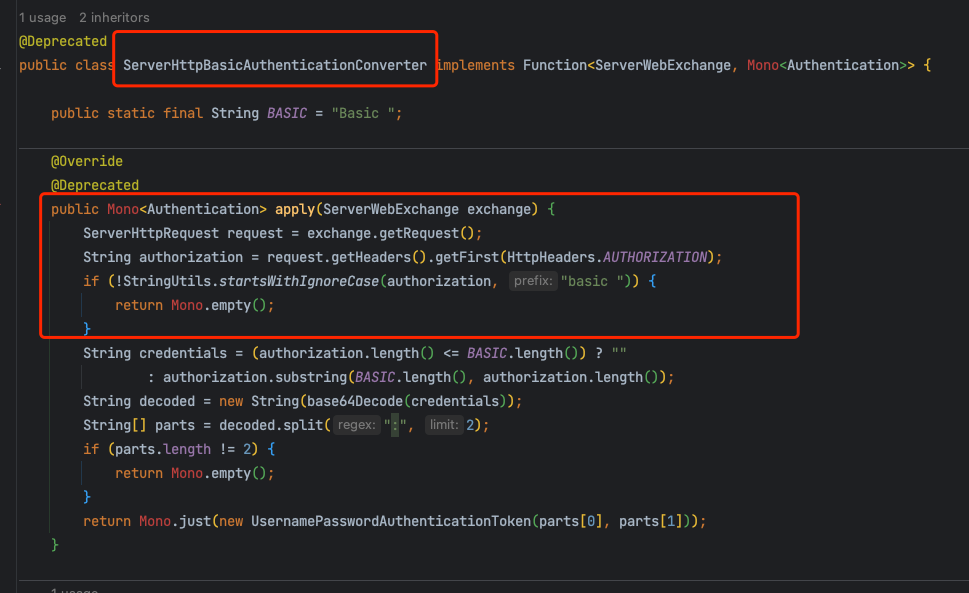 1 usage   2 inheritors
@Deprecated
public class ServerHttpBasicAuthenticationConverter implements Function<ServerWebExchange, Mono<Authentication>> {
public static final String BASIC = "Basic ";
@Override
@Deprecated
public Mono<Authentication> apply(ServerWebExchange exchange) {
ServerHttpRequest request = exchange.getRequest();
String authorization = request.getHeaders().getFirst(HttpHeaders.AUTHORIZATION);
if (!StringUtils.startsWithIgnoreCase(authorization, prefix: "basic ")) {
return Mono.empty();
}
String credentials = (authorization.length() <= BASIC.length()) ? ""
: authorization.substring(BASIC.length(), authorization.length());
String decoded = new String(base64Decode(credentials));
String[] parts = decoded.split( regex: ":", limit: 2);
if (parts.length != 2) {
return Mono.empty();
}
return Mono.just(new UsernamePasswordAuthenticationToken(parts[0], parts[1]));
}
1 usage